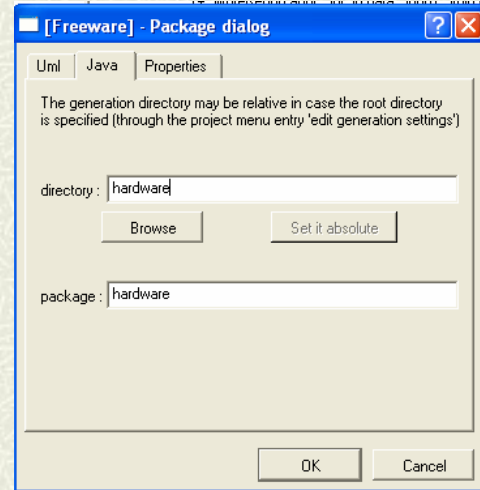 [Freeware] - Package dialog
Uml Java Properties
The generation directory may be relative in case the root directory
is specified (through the project menu entry 'edit generation settings')
directory : hardware
Browse Set it absolute
package : hardware
OK Cancel